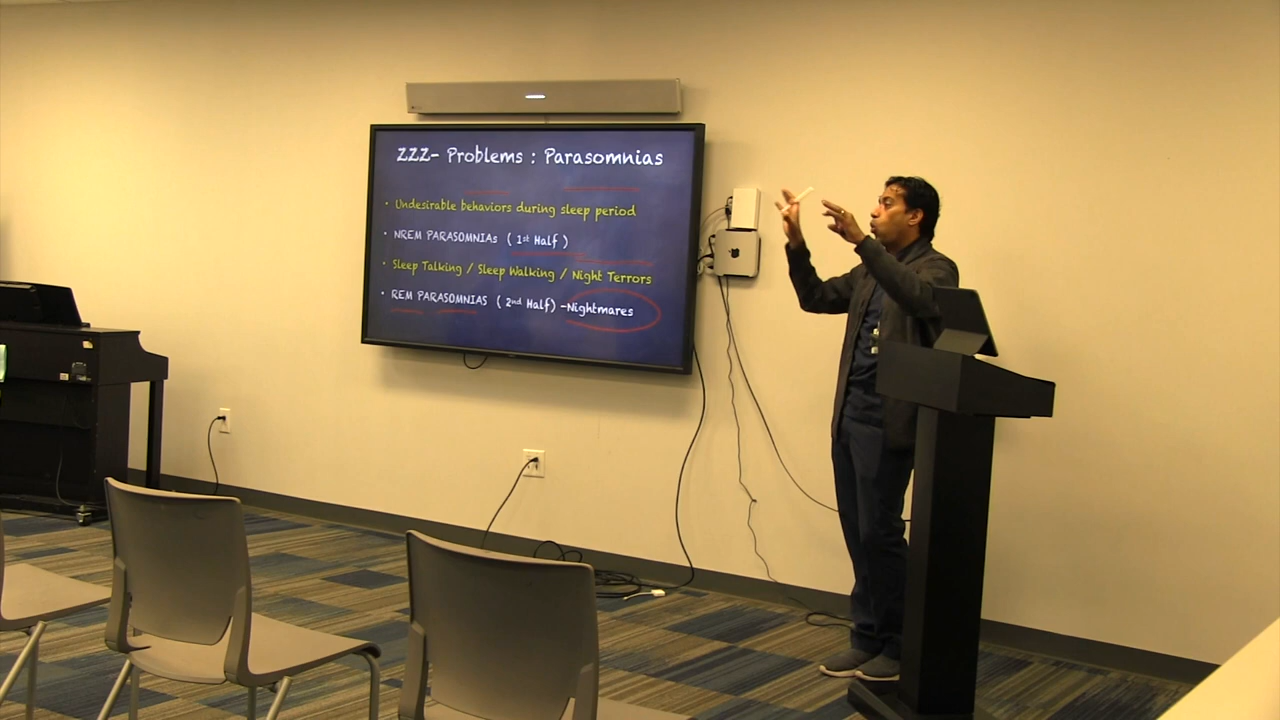 ZZZ- Problems : Parasomnias
• Undesirable behaviors during sleep period
• NREM PARASOMNIAs ( 1st Half )
• Sleep Talking / Sleep Walking / Night Terrors
• REM PARASOMNIAS ( 2nd Half) -Nightmares